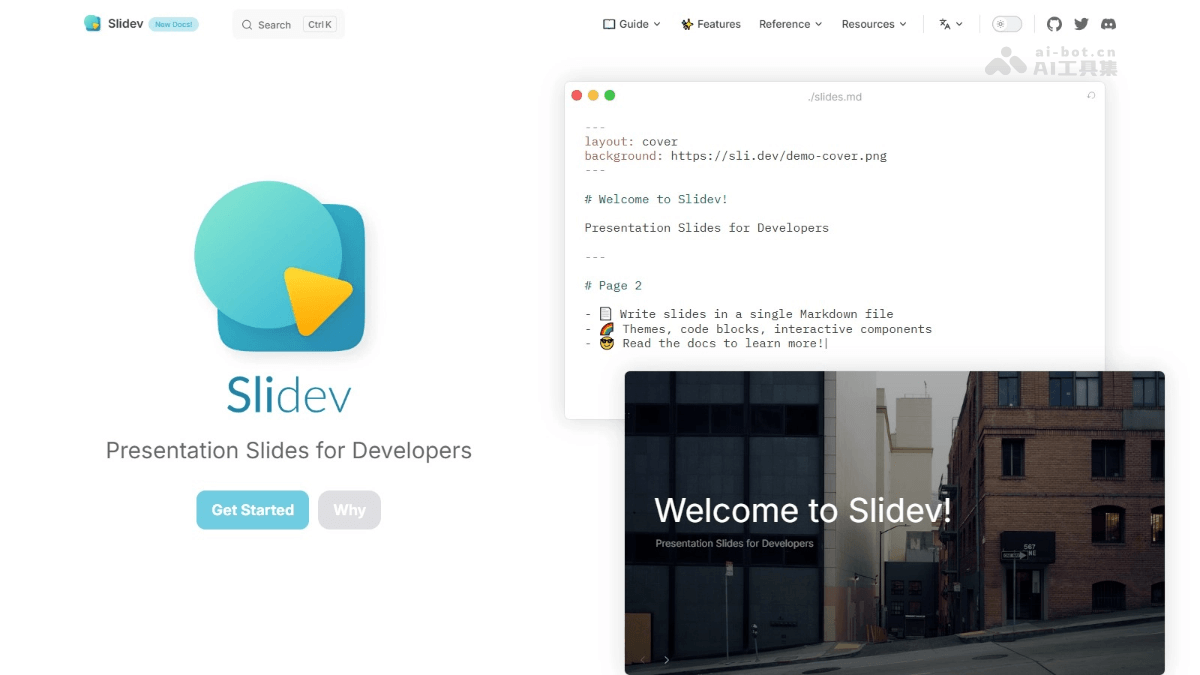 Slidev New Docs! Search Ctrl K Guide Features Reference Resources
ai-bot.cn
AI工具集
./slides.md
---
layout: cover
background: https://sli.dev/demo-cover.png
---
# Welcome to Slidev!
Presentation Slides for Developers
---
# Page 2
- 📄 Write slides in a single Markdown file
- 🌈 Themes, code blocks, interactive components
- 😎 Read the docs to learn more!|
Slidev
Presentation Slides for Developers
Get Started Why
Welcome to Slidev!
Presentation Slides for Developers
567